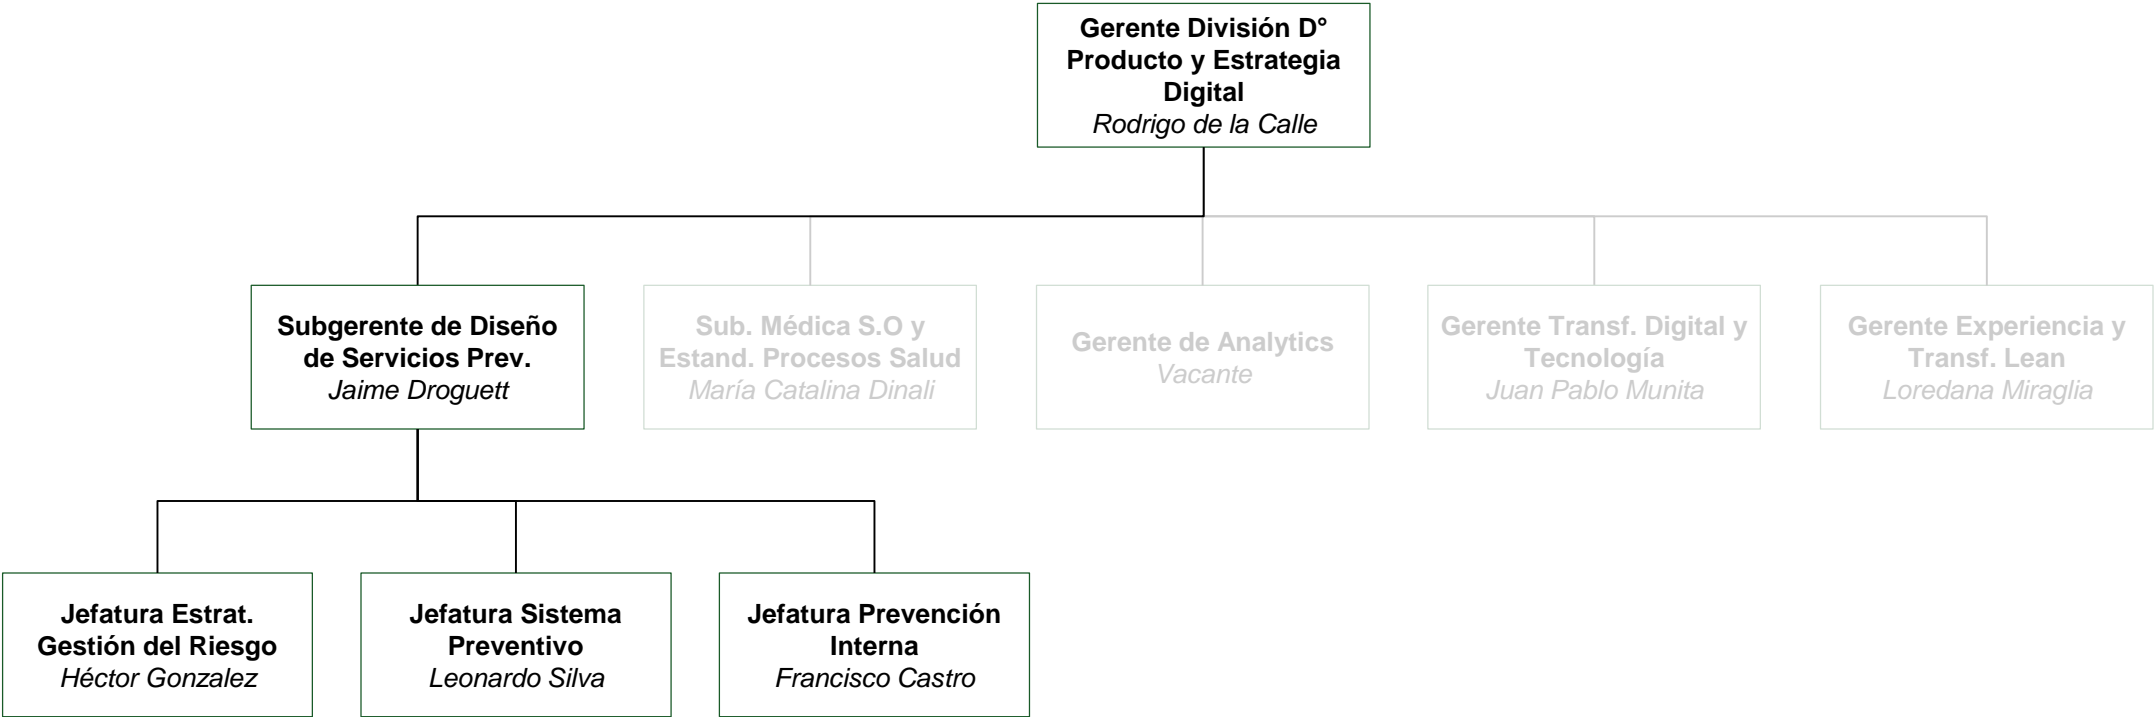 Gerente División D°
Producto y Estrategia
Digital
Rodrigo de la Calle
Subgerente de Diseño
de Servicios Prev.
Jaime Droguett
Sub. Médica S.O y
Estand. Procesos Salud
María Catalina Dinali
Gerente de Analytics
Vacante
Gerente Transf. Digital y
Tecnología
Juan Pablo Munita
Gerente Experiencia y
Transf. Lean
Loredana Miraglia
Jefatura Estrat.
Gestión del Riesgo
Héctor Gonzalez
Jefatura Sistema
Preventivo
Leonardo Silva
Jefatura Prevención
Interna
Francisco Castro